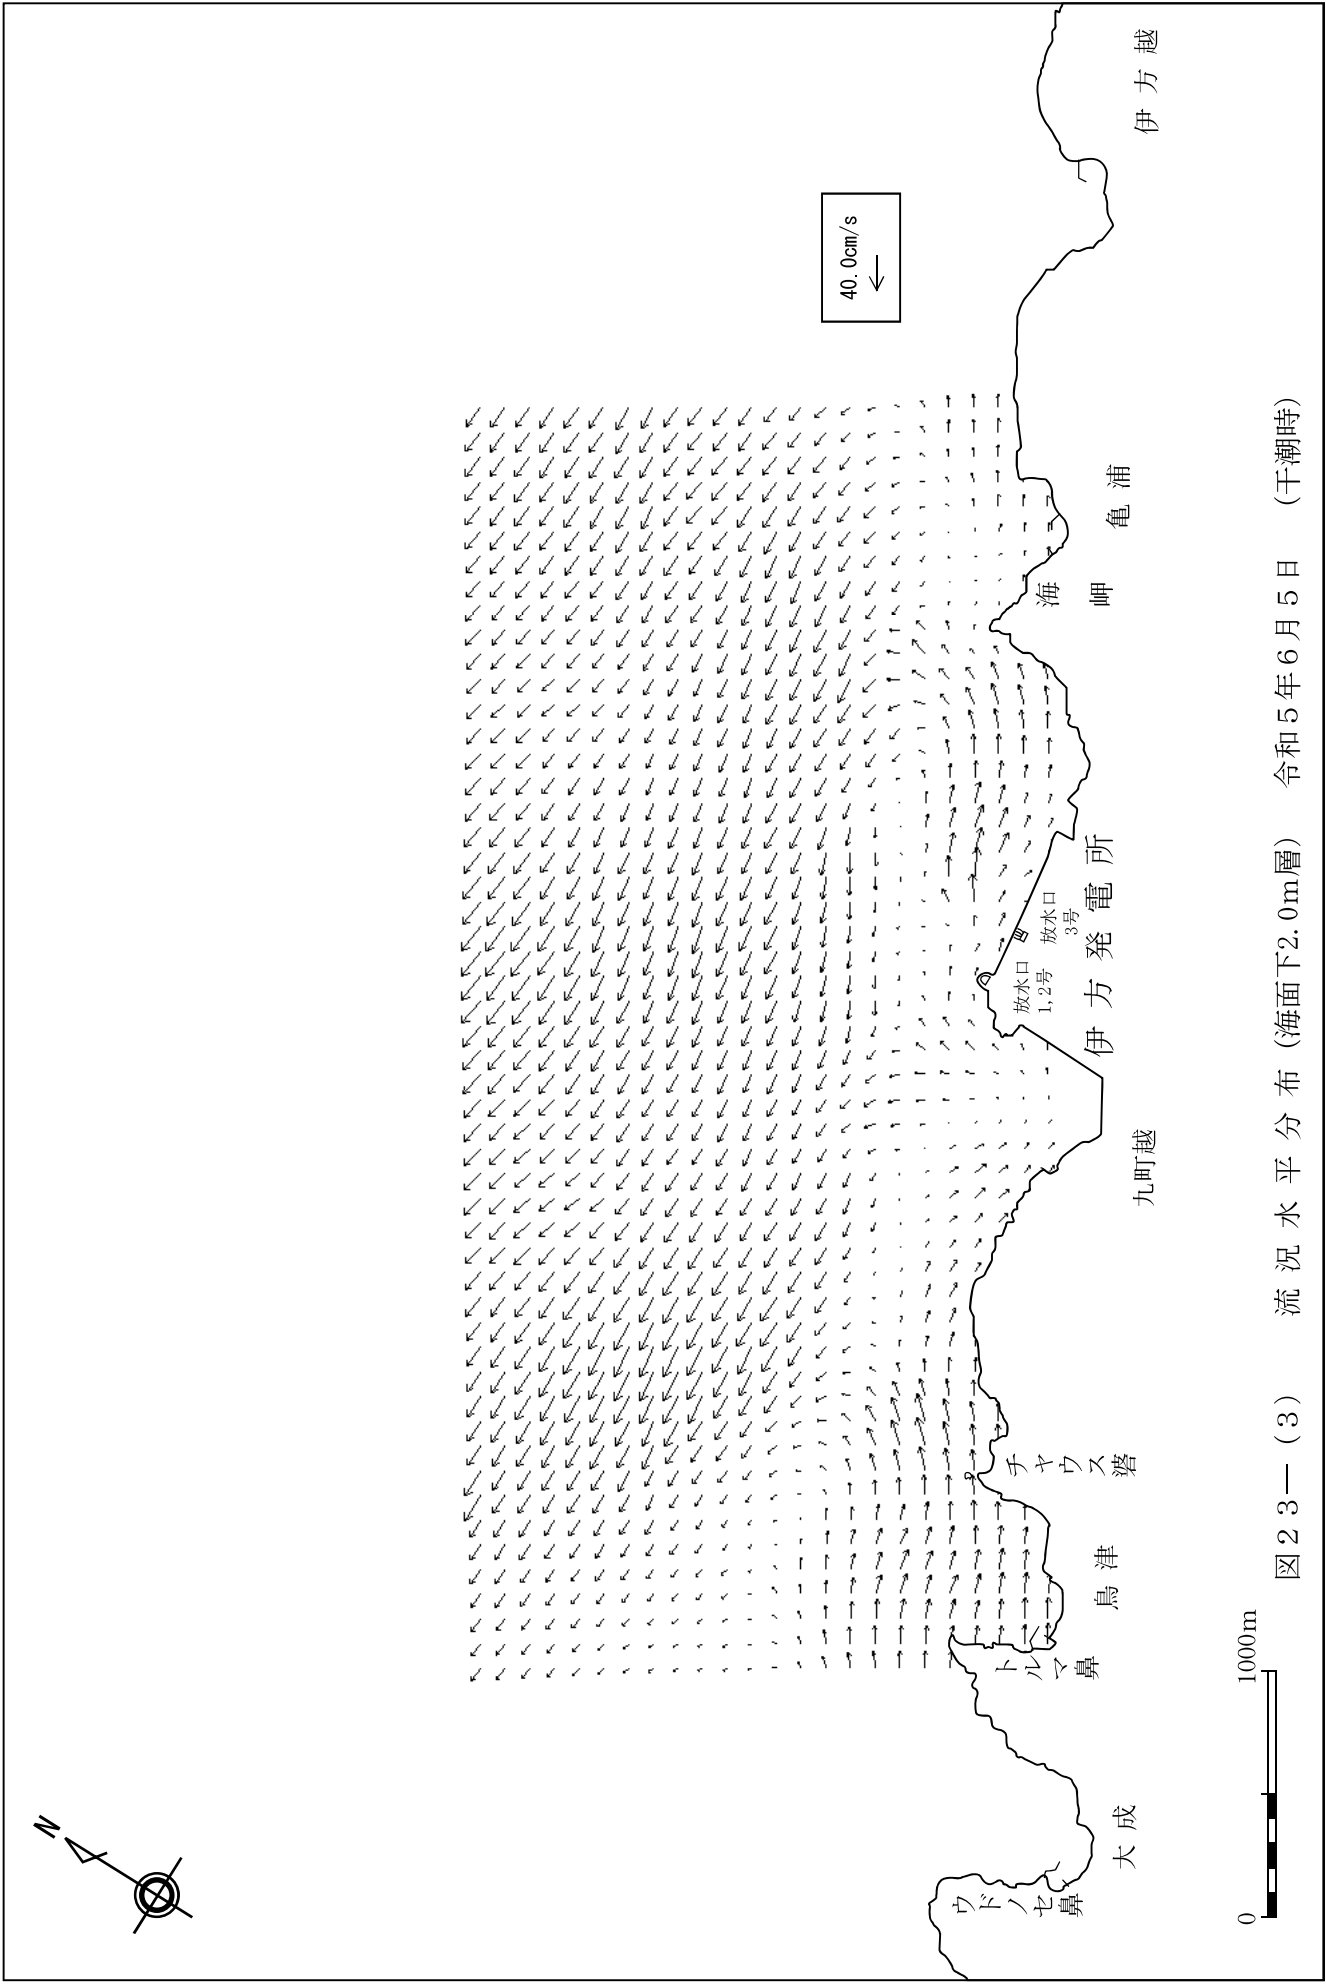 N
40.0cm/s
ウドノセ鼻
大成
トルマ鼻
鳥津
チャウス碆
九町越
伊方発電所
放水口
1,2号
放水口
3号
海岬
亀浦
伊方越
0 1000m
図23－(3) 流況水平分布(海面下2.0m層) 令和5年6月5日 (干潮時)